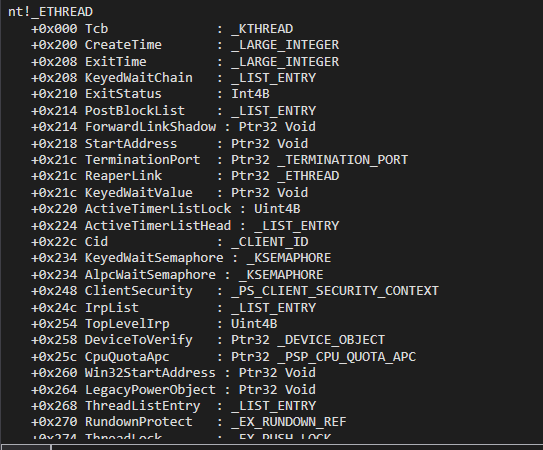 nt!_ETHREAD
+0x000 Tcb : _KTHREAD
+0x200 CreateTime : _LARGE_INTEGER
+0x208 ExitTime : _LARGE_INTEGER
+0x208 KeyedWaitChain : _LIST_ENTRY
+0x210 ExitStatus : Int4B
+0x214 PostBlockList : _LIST_ENTRY
+0x214 ForwardLinkShadow : Ptr32 Void
+0x218 StartAddress : Ptr32 Void
+0x21c TerminationPort : Ptr32 _TERMINATION_PORT
+0x21c ReaperLink : Ptr32 _ETHREAD
+0x21c KeyedWaitValue : Ptr32 Void
+0x220 ActiveTimerListLock : Uint4B
+0x224 ActiveTimerListHead : _LIST_ENTRY
+0x22c Cid : _CLIENT_ID
+0x234 KeyedWaitSemaphore : _KSEMAPHORE
+0x234 AlpcWaitSemaphore : _KSEMAPHORE
+0x248 ClientSecurity : _PS_CLIENT_SECURITY_CONTEXT
+0x24c IrpList : _LIST_ENTRY
+0x254 TopLevelIrp : Uint4B
+0x258 DeviceToVerify : Ptr32 _DEVICE_OBJECT
+0x25c CpuQuotaApc : Ptr32 _PSP_CPU_QUOTA_APC
+0x260 Win32StartAddress : Ptr32 Void
+0x264 LegacyPowerObject : Ptr32 Void
+0x268 ThreadListEntry : _LIST_ENTRY
+0x270 RundownProtect : _EX_RUNDOWN_REF
+0x274 ThreadLock : _EX_PUSH_LOCK